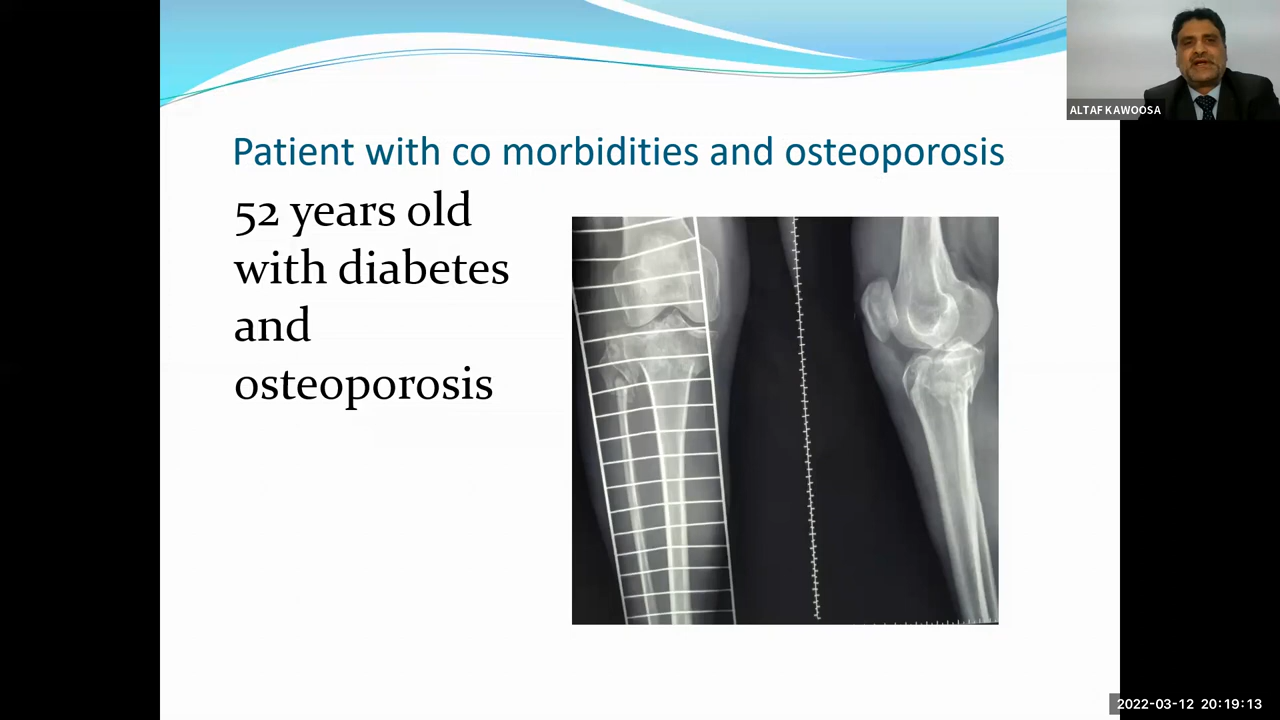 ALTAF KAWOOSA
Patient with co morbidities and osteoporosis
52 years old
with diabetes
and
osteoporosis
2022-03-12 20:19:13